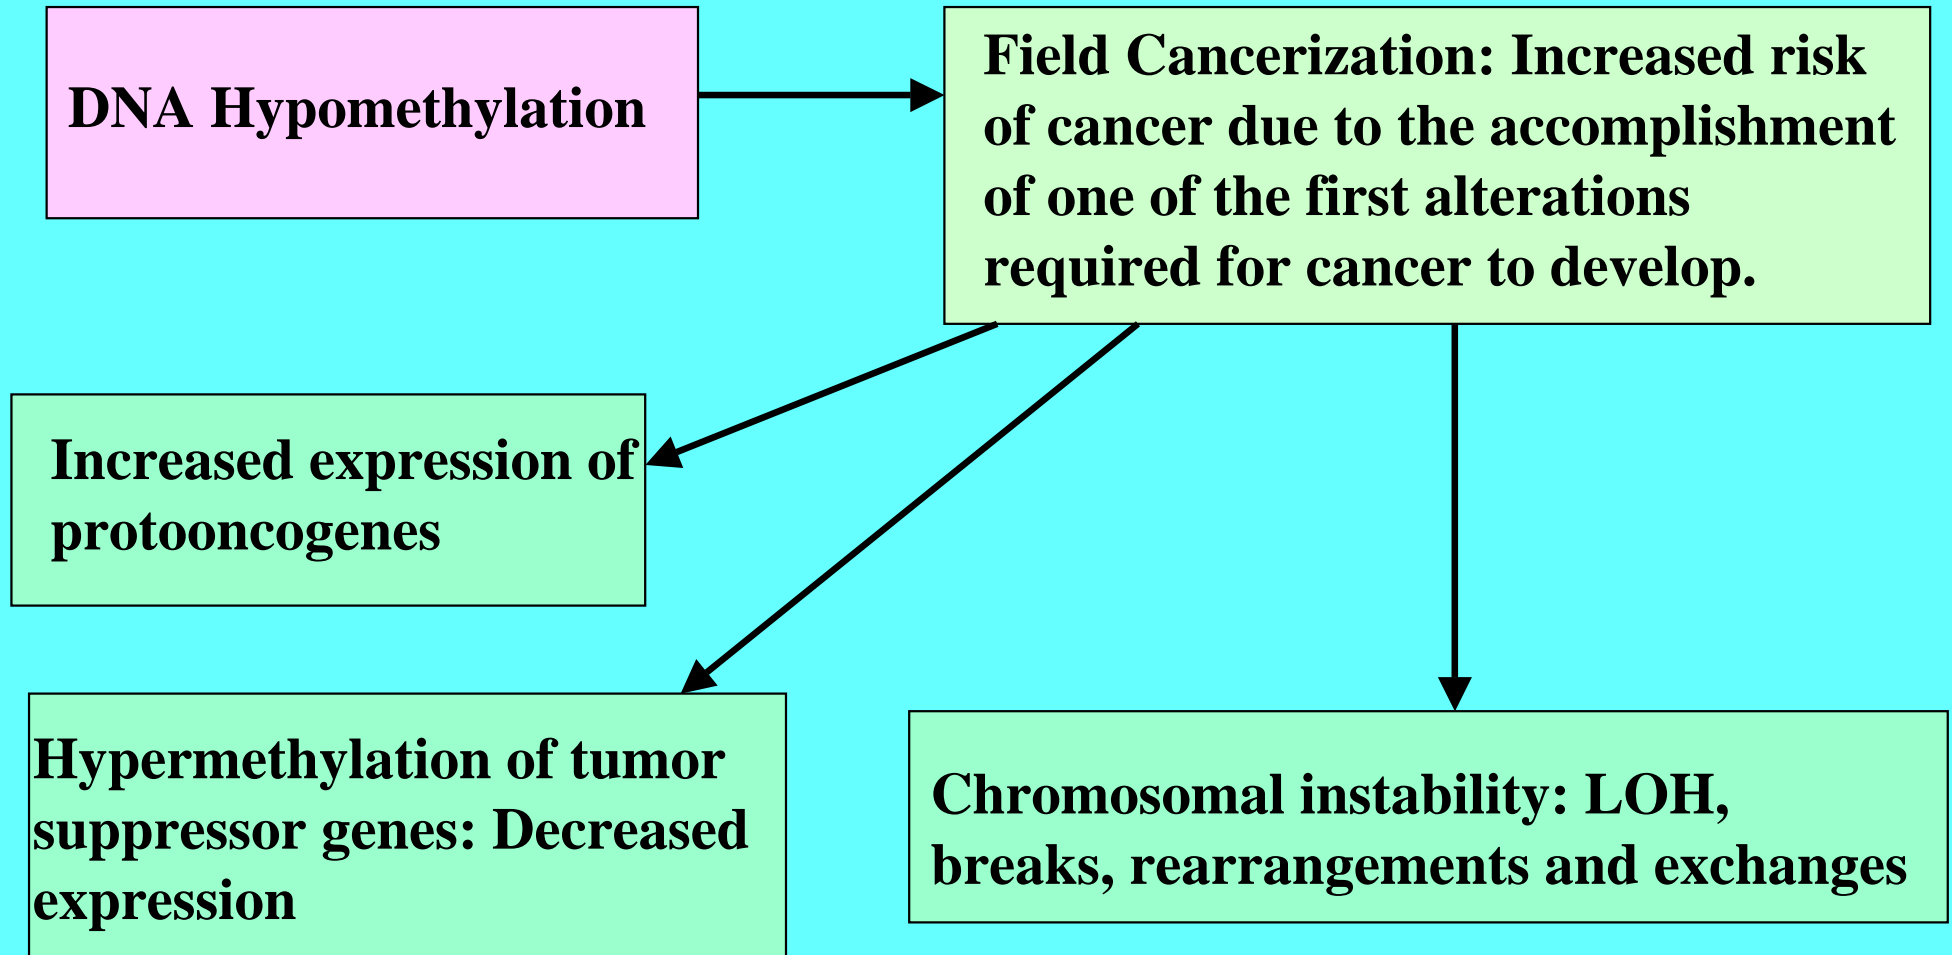 DNA Hypomethylation
Field Cancerization: Increased risk
of cancer due to the accomplishment
of one of the first alterations
required for cancer to develop.
Increased expression of
protooncogenes
Hypermethylation of tumor
suppressor genes: Decreased
expression
Chromosomal instability: LOH,
breaks, rearrangements and exchanges